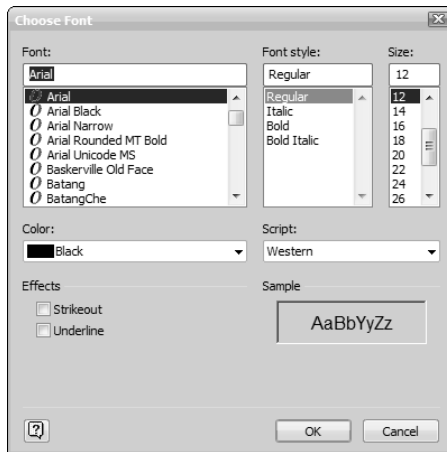 Choose Font
Font:
Font style:
Size:
Arial
Regular
12
Arial
Arial Black
Arial Narrow
Arial Rounded MT Bold
Arial Unicode MS
Baskerville Old Face
Batang
BatangChe
Regular
Italic
Bold
Bold Italic
12
14
16
18
20
22
24
26
Color:
Script:
Black
Western
Effects
Sample
Strikeout
Underline
AaBbYyZz
OK
Cancel